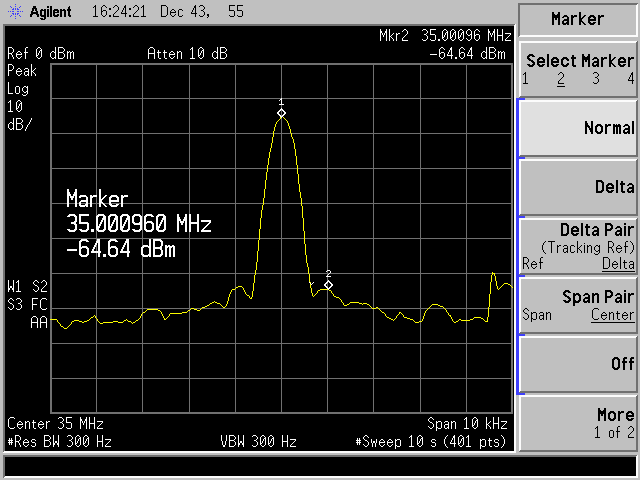 Agilent 16:24:21 Dec 43, 55
Mkr2 35.00096 MHz
Ref 0 dBm Atten 10 dB -64.64 dBm
Peak
Log
10
dB/
1
Marker
35.000960 MHz
-64.64 dBm
2
W1 S2
S3 FC
AA
Center 35 MHz Span 10 kHz
#Res BW 300 Hz VBW 300 Hz #Sweep 10 s (401 pts)
Marker
Select Marker
1 2 3 4
Normal
Delta
Delta Pair
(Tracking Ref)
Ref Delta
Span Pair
Span Center
Off
More
1 of 2